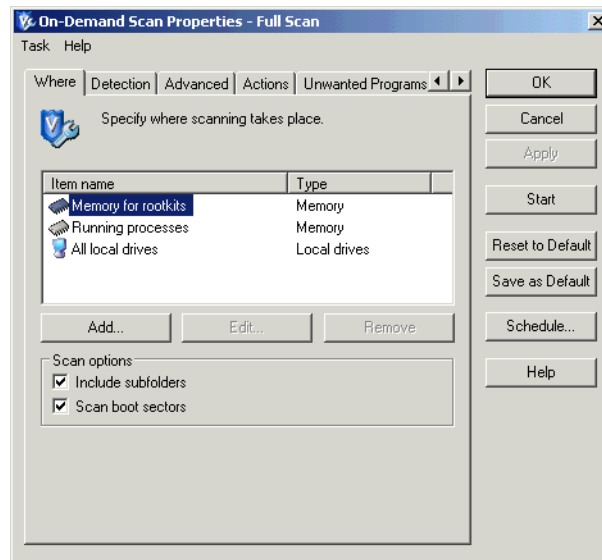 On-Demand Scan Properties - Full Scan
Task Help
Where Detection Advanced Actions Unwanted Programs
Specify where scanning takes place.
Item name Type
Memory for rootkits Memory
Running processes Memory
All local drives Local drives
Add... Edit... Remove
Scan options
Include subfolders
Scan boot sectors
OK
Cancel
Apply
Start
Reset to Default
Save as Default
Schedule...
Help